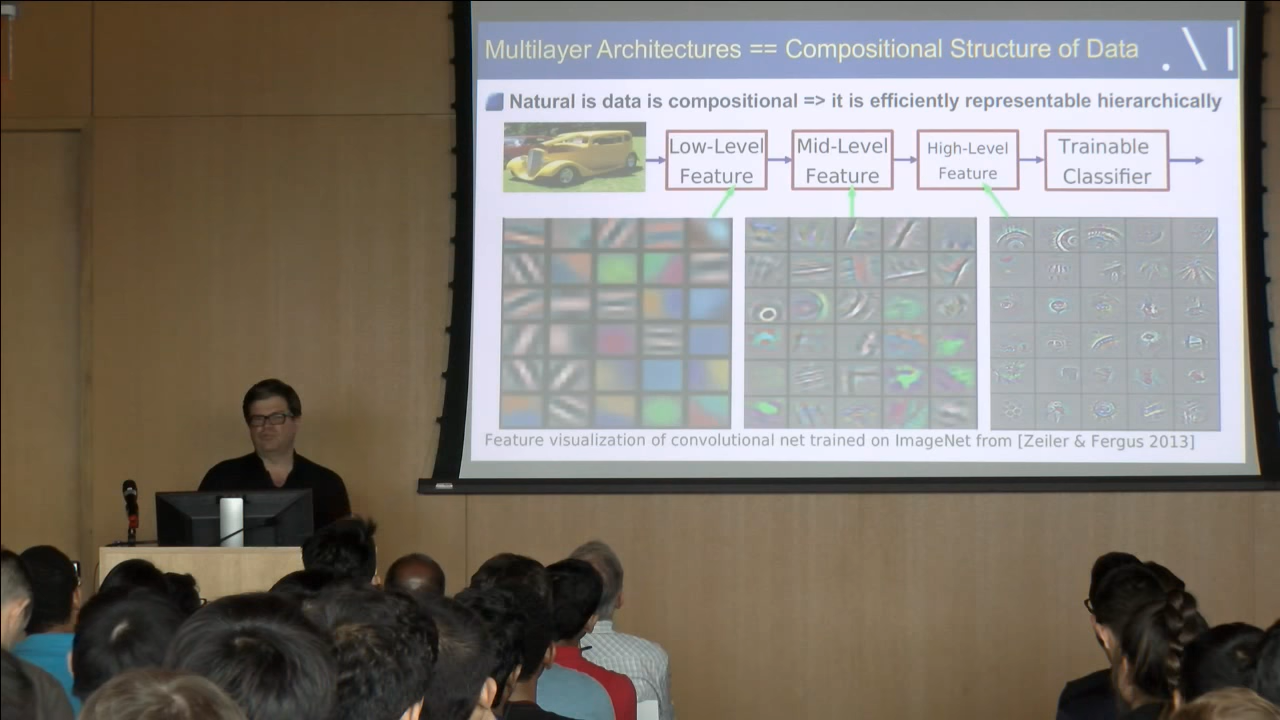 Multilayer Architectures == Compositional Structure of Data
Natural is data is compositional => it is efficiently representable hierarchically
Low-Level
Feature
Mid-Level
Feature
High-Level
Feature
Trainable
Classifier
Feature visualization of convolutional net trained on ImageNet from [Zeiler & Fergus 2013]